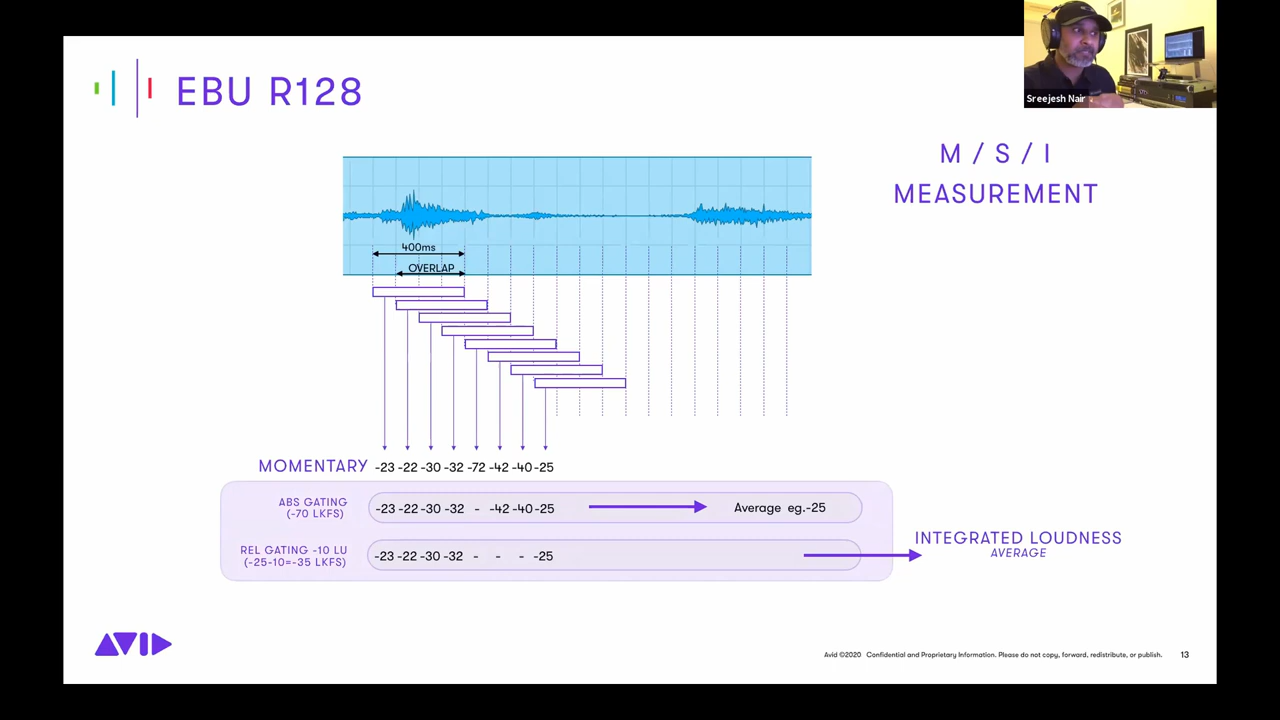 EBU R128
Sreejesh Nair
M / S / I
MEASUREMENT
400ms
OVERLAP
MOMENTARY -23 -22 -30 -32 -72 -42 -40 -25
ABS GATING
(-70 LKFS)
-23 -22 -30 -32 - -42 -40 -25
Average eg.-25
REL GATING -10 LU
(-25-10=-35 LKFS)
-23 -22 -30 -32 - - - -25
INTEGRATED LOUDNESS
AVERAGE
AVID
Avid ©2020 Confidential and Proprietary Information. Please do not copy, forward, redistribute, or publish. 13